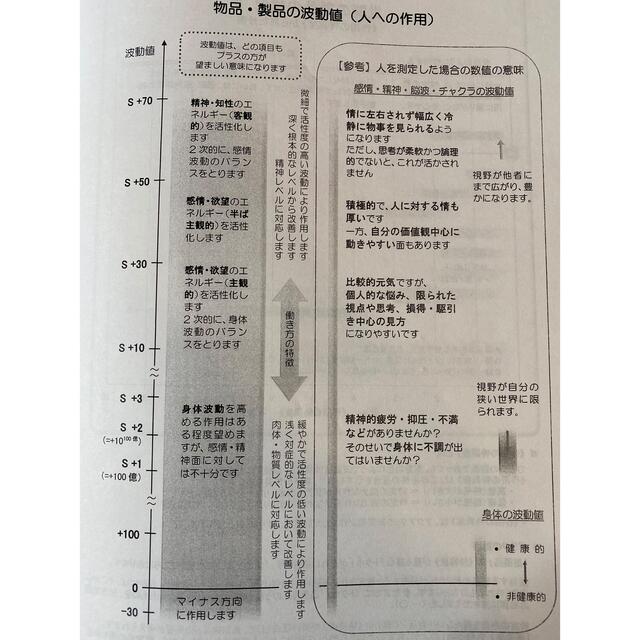 物品・製品の波動値(人への作用)
波動値
波動値は、どの項目も
プラスの方が
望ましい意味になります
S +70
S +50
S +30
S +10
S +3
S +2
(=+10^100億)
S +1
(=+100億)
+100
0
-30
精神・知性のエ
ネルギー(客観
的)を活性化し
ます
2次的に、感情
波動のバラン
スをとります
感情・欲望のエ
ネルギー(半ば
主観的)を活性
化します
感情・欲望のエ
ネルギー(主観
的)を活性化し
ます
2次的に、身体
波動のバラン
スをとります
身体波動を高
める作用はあ
る程度望めま
すが、感情・精
神面に対して
は不十分です
マイナス方向
に作用します
微細で活性度の高い波動により作用します
深く根本的なレベルから改善します
精神レベルに対応します
働き方の特徴
緩やかで活性度の低い波動により作用します
浅く対症的なレベルにおいて改善します
肉体・物質レベルに対応します
【参考】人を測定した場合の数値の意味
感情・精神・脳波・チャクラの波動値
情に左右されず幅広く冷
静に物事を見られるよう
になります
ただし、思考が柔軟かつ論理
的でないと、これが活かされ
ません
視野が他者に
まで広がり、豊
かになります。
積極的で、人に対する情も
厚いです
一方、自分の価値観中心に
動きやすい面もあります
比較的元気ですが、
個人的な悩み、限られた
視点や思考、損得・駆引
き中心の見方
になりやすいです
視野が自分の
狭い世界に限
られます。
精神的疲労・抑圧・不満
などがありませんか?
そのせいで身体に不調が出
てはいませんか?
身体の波動値
・健康的
・非健康的